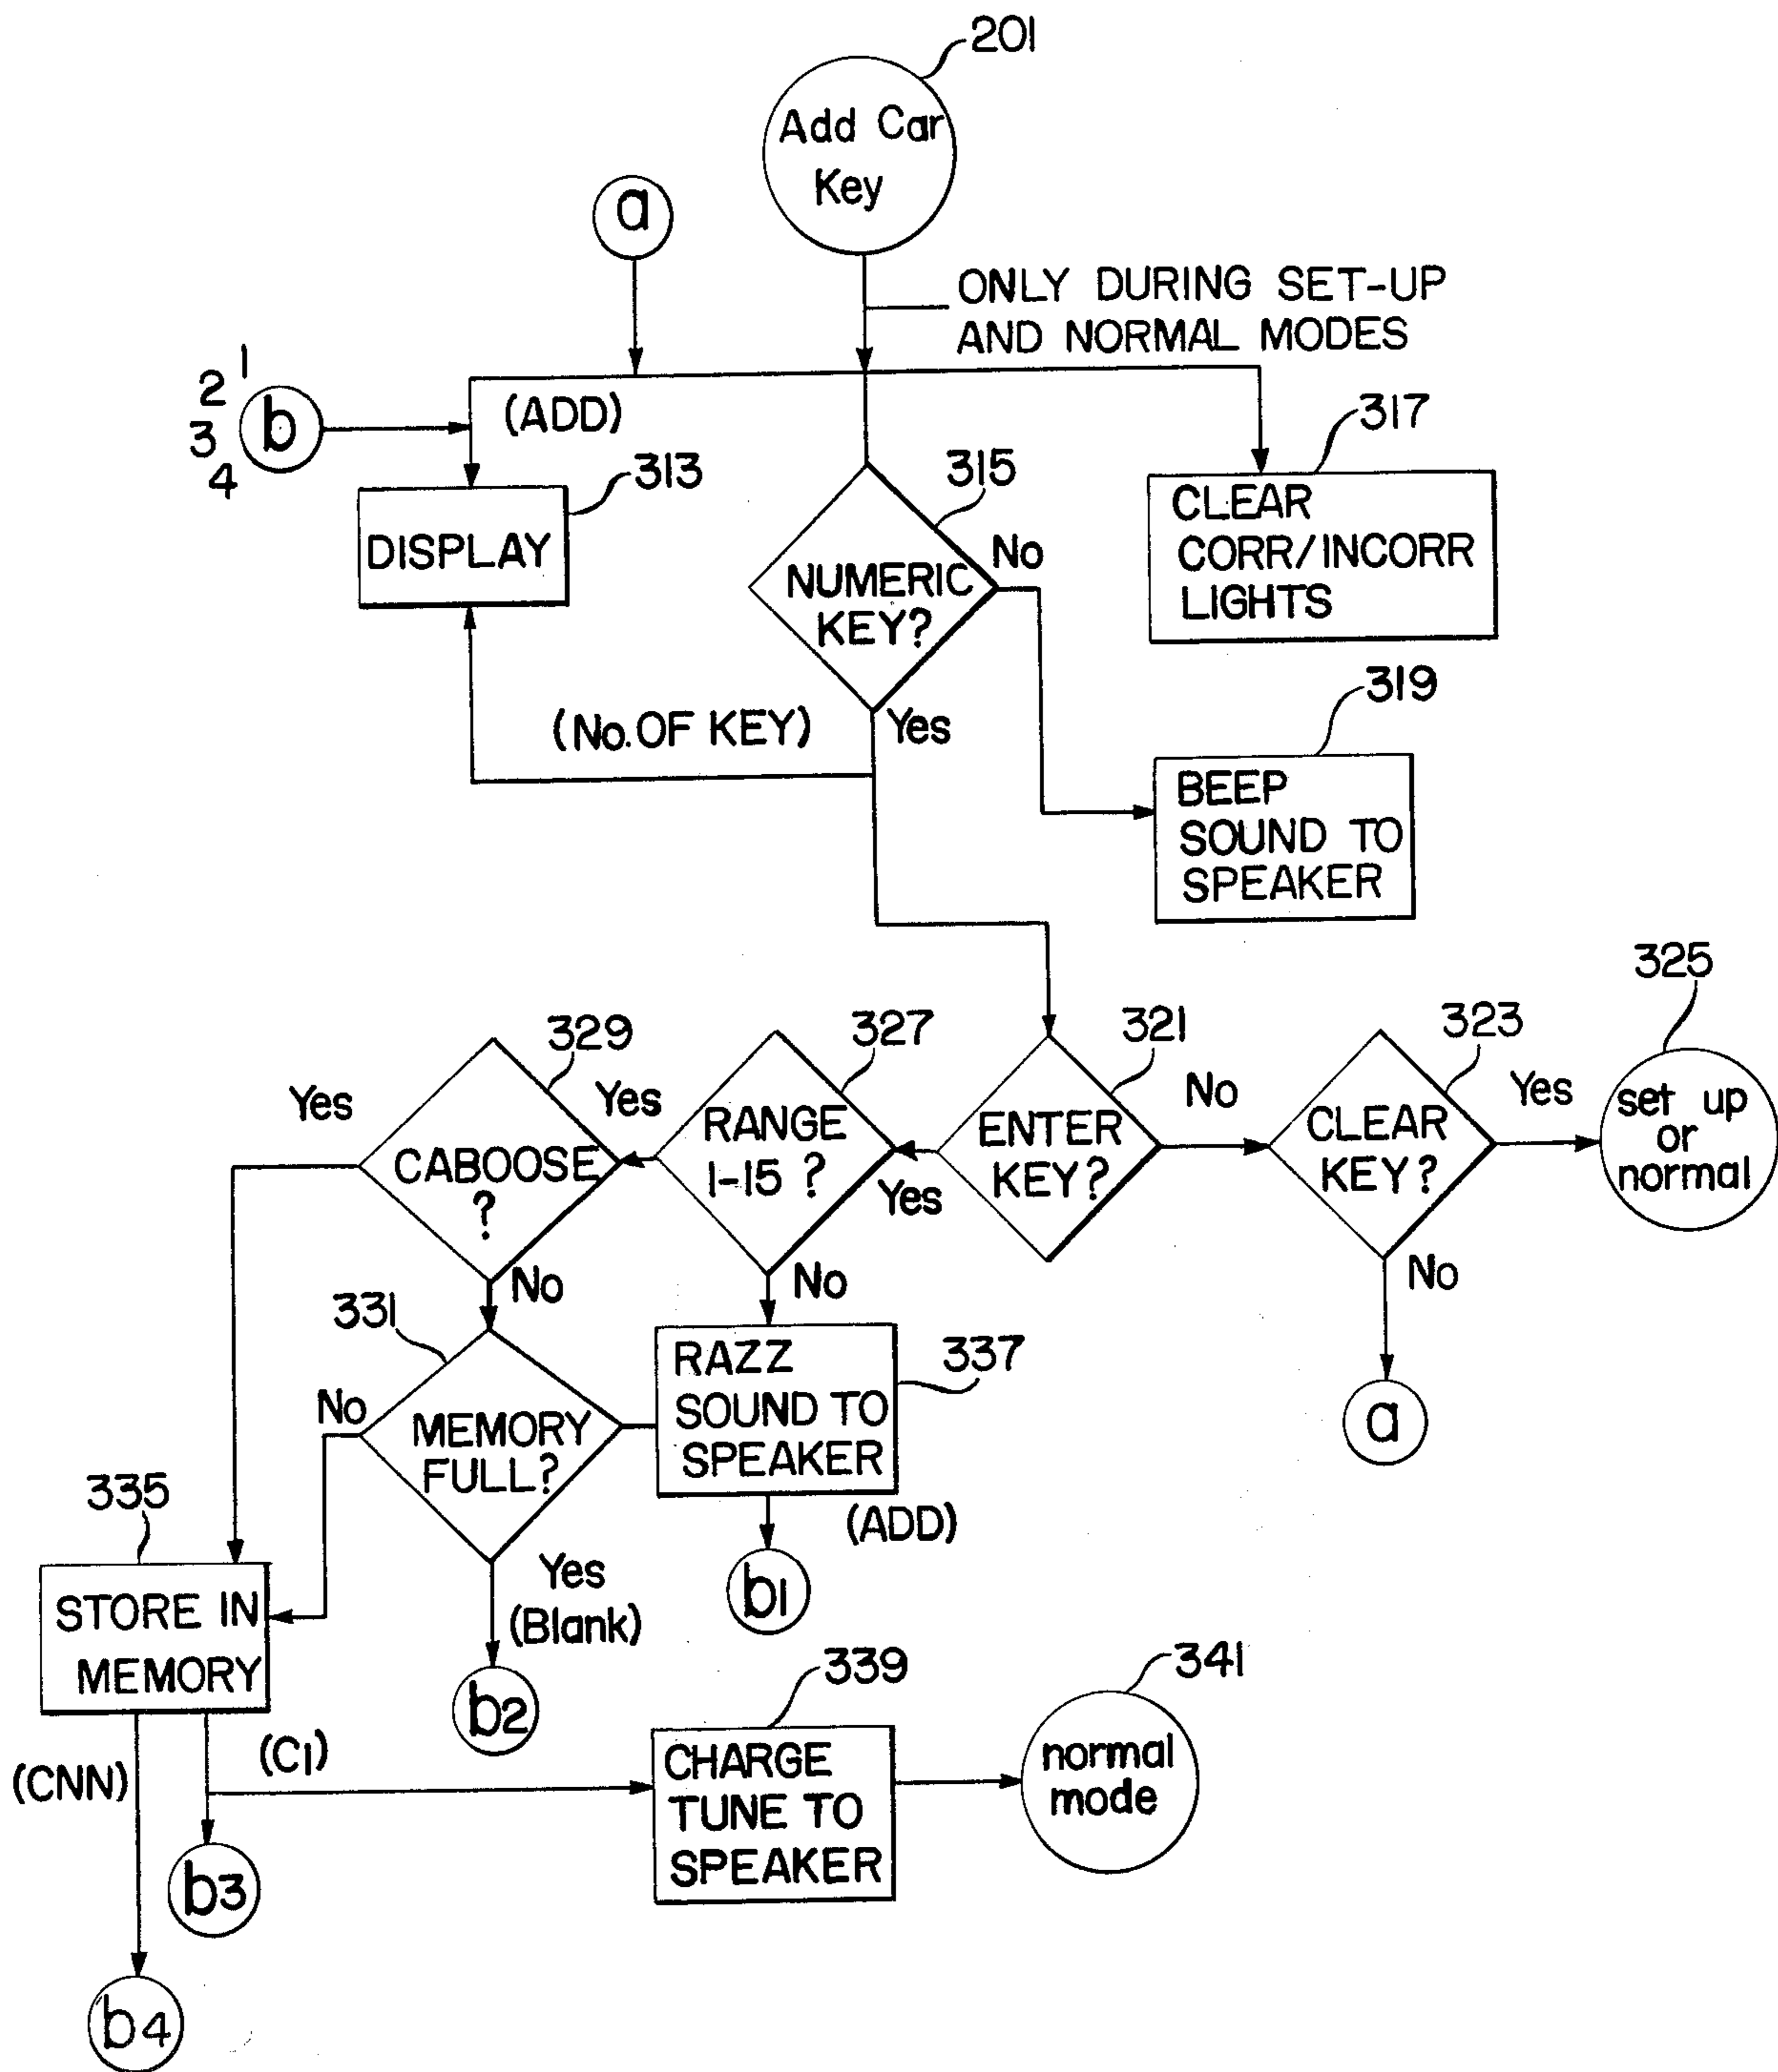 201
Add Car
Key
a
ONLY DURING SET-UP
AND NORMAL MODES
1
2
3
4
b
(ADD)
313
DISPLAY
315
NUMERIC
KEY?
No
Yes
317
CLEAR
CORR/INCORR
LIGHTS
(No. OF KEY)
319
BEEP
SOUND TO
SPEAKER
325
set up
or
normal
329
Yes
CABOOSE
?
No
327
Yes
RANGE
1-15 ?
No
321
ENTER
KEY?
Yes
No
323
CLEAR
KEY?
Yes
No
a
331
No
MEMORY
FULL?
Yes
(Blank)
b2
337
RAZZ
SOUND TO
SPEAKER
(ADD)
b1
335
STORE IN
MEMORY
(CNN)
(C1)
b3
b4
339
CHARGE
TUNE TO
SPEAKER
341
normal
mode